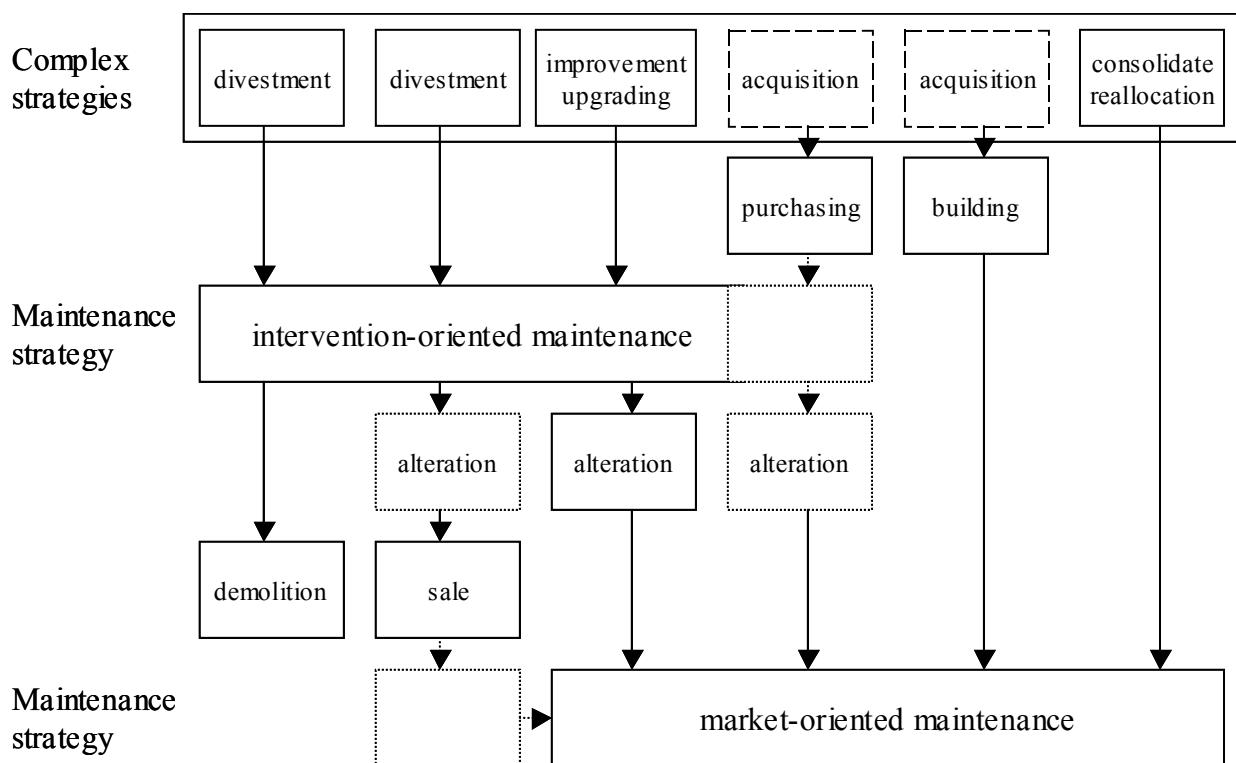 Complex
strategies
divestment
divestment
improvement
upgrading
acquisition
acquisition
consolidate
reallocation
purchasing
building
Maintenance
strategy
intervention-oriented maintenance
alteration
alteration
alteration
demolition
sale
Maintenance
strategy
market-oriented maintenance